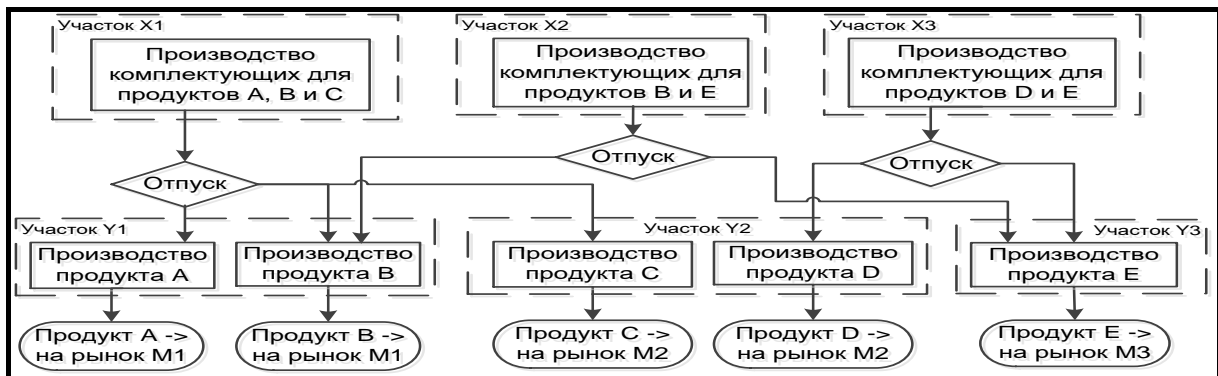 Участок X1
Производство
комплектующих для
продуктов A, B и C
Участок X2
Производство
комплектующих для
продуктов B и E
Участок X3
Производство
комплектующих для
продуктов D и E
Отпуск
Отпуск
Отпуск
Участок Y1
Производство
продукта A
Производство
продукта B
Участок Y2
Производство
продукта C
Производство
продукта D
Участок Y3
Производство
продукта E
Продукт A ->
на рынок M1
Продукт B ->
на рынок M1
Продукт C ->
на рынок M2
Продукт D ->
на рынок M2
Продукт E ->
на рынок M3